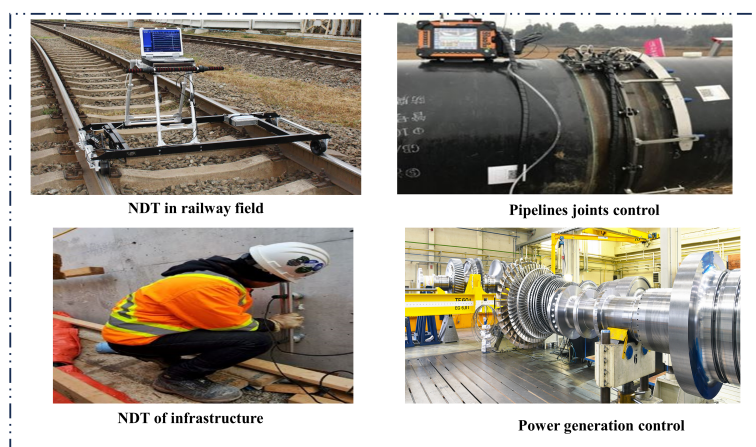 NDT in railway field
Pipelines joints control
NDT of infrastructure
Power generation control